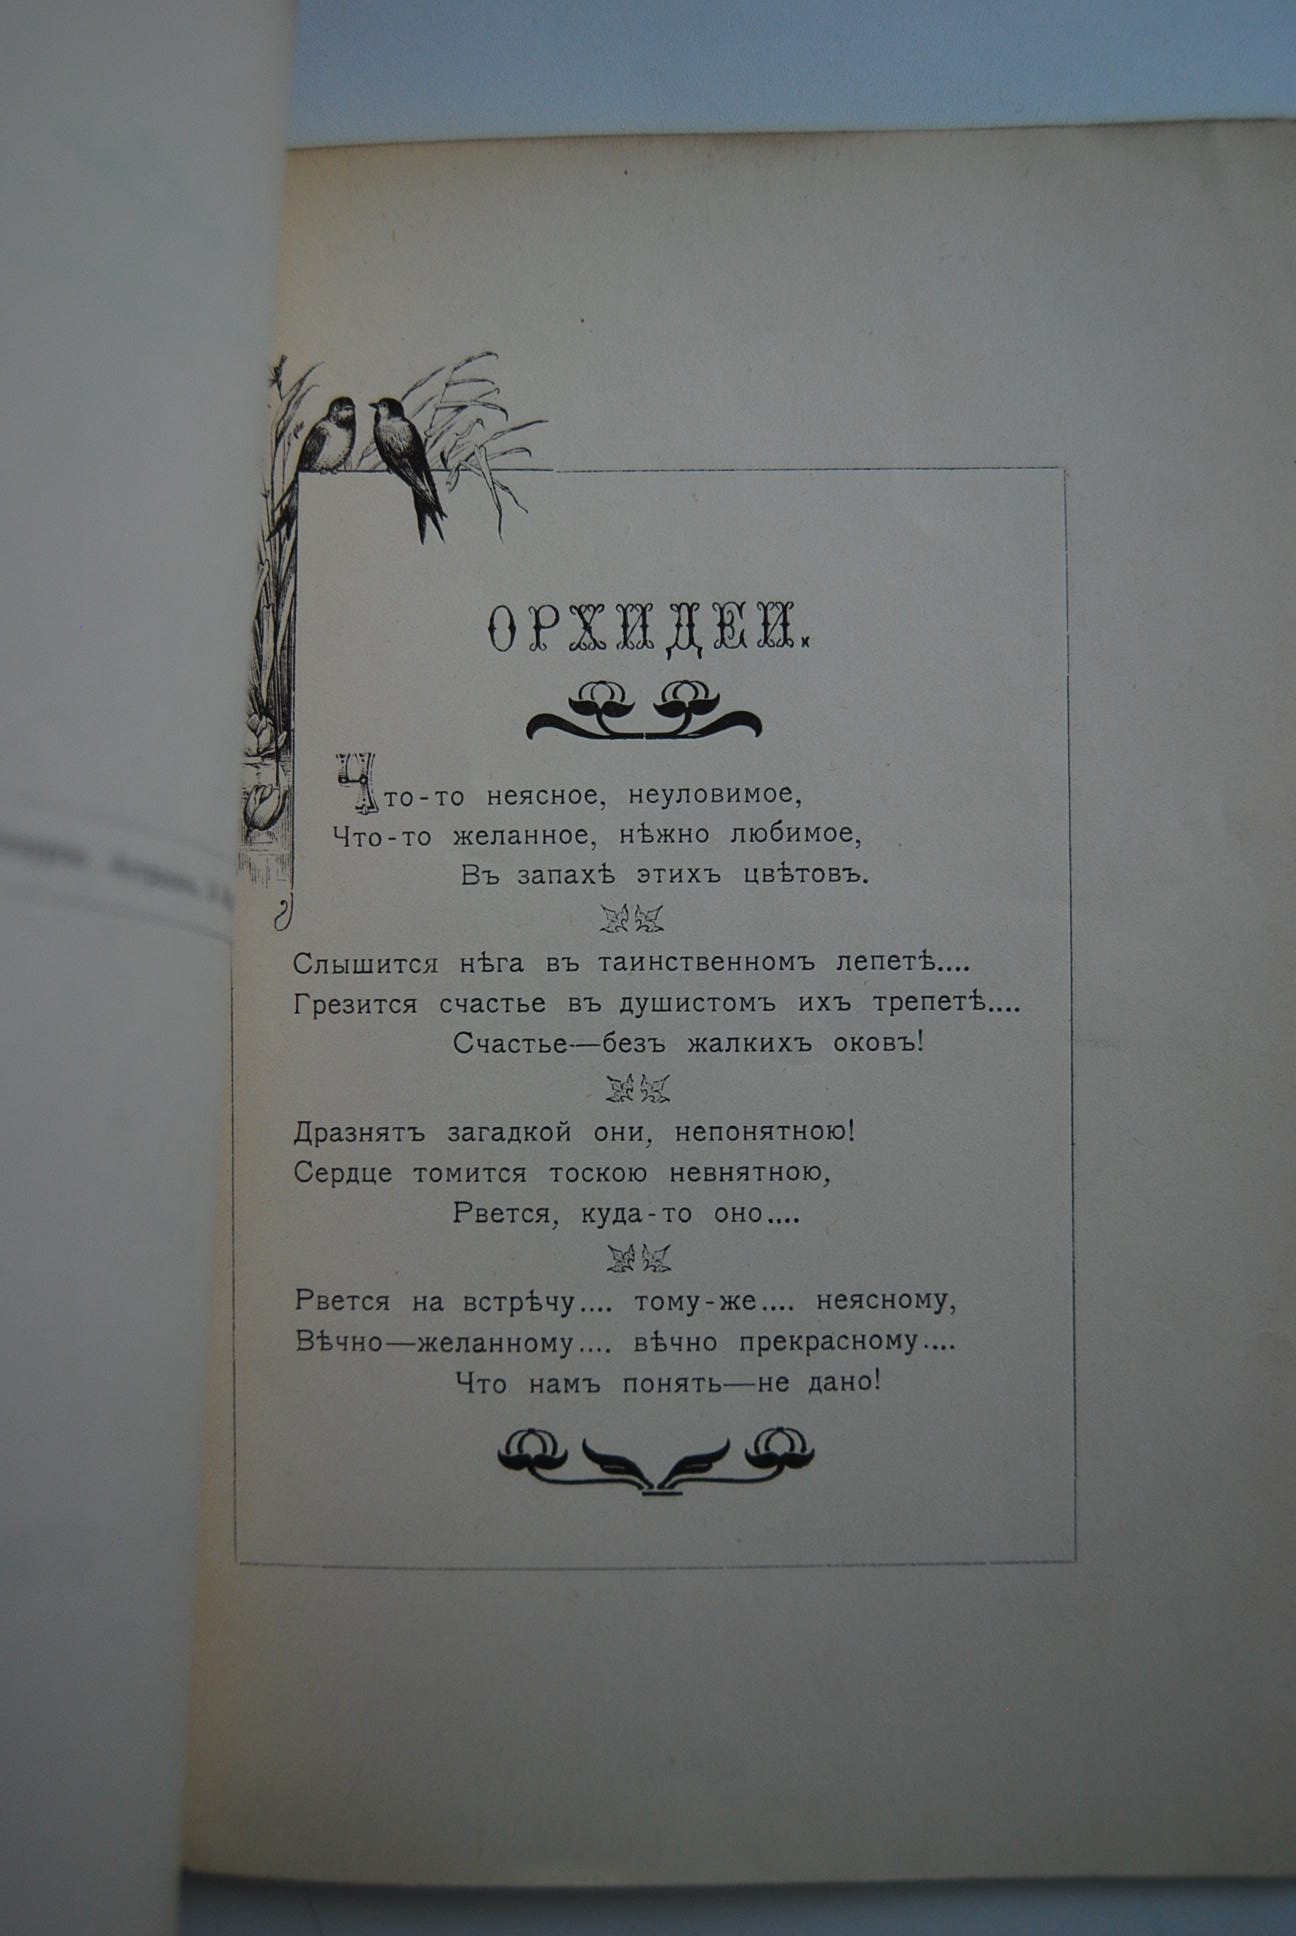 ОРХИДЕИ.
Что-то неясное, неуловимое,
Что-то желанное, нѣжно любимое,
Въ запахѣ этихъ цвѣтовъ.
Слышится нѣга въ таинственномъ лепетѣ....
Грезится счастье въ душистомъ ихъ трепетѣ....
Счастье—безъ жалкихъ оковъ!
Дразнятъ загадкой они, непонятною!
Сердце томится тоскою невнятною,
Рвется, куда-то оно....
Рвется на встрѣчу.... тому-же.... неясному,
Вѣчно—желанному.... вѣчно прекрасному....
Что намъ понять—не дано!